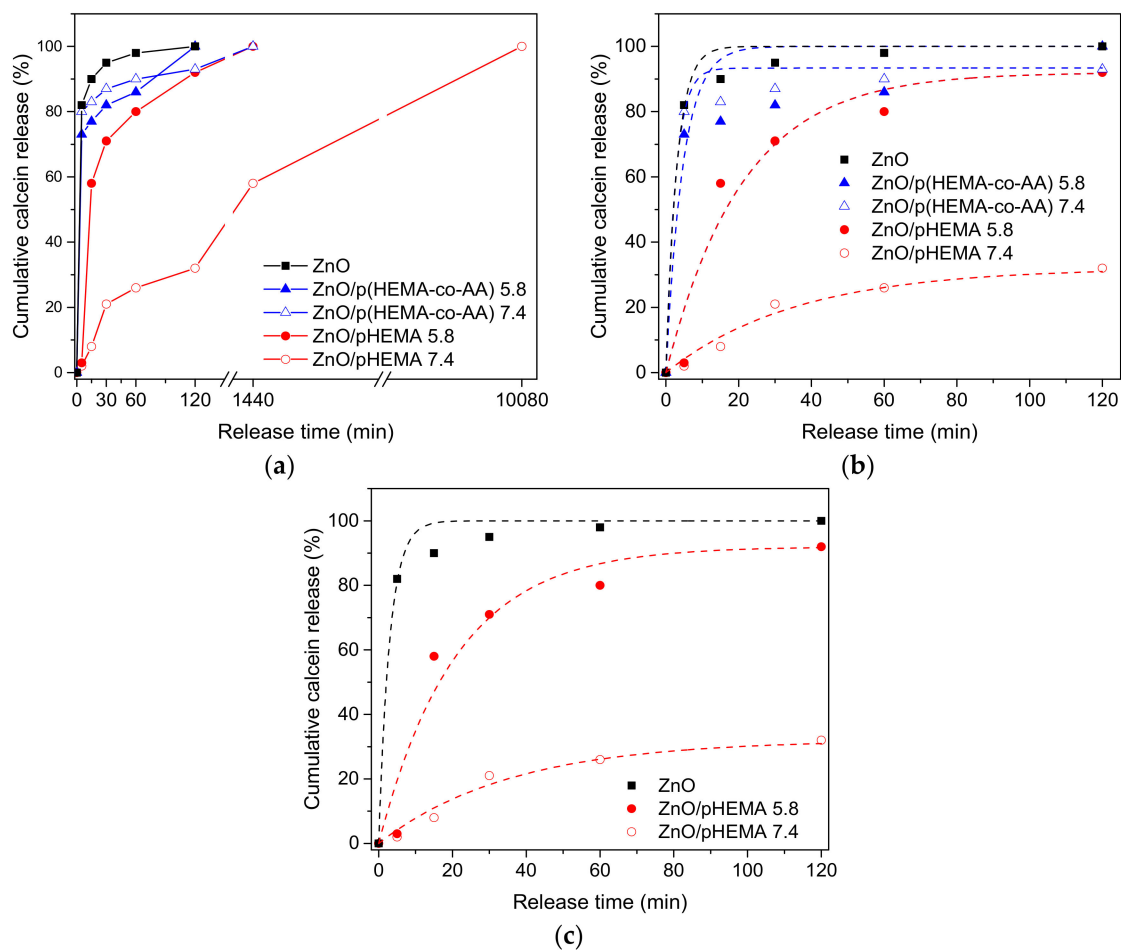 100
80
60
40
20
0
Cumulative calcein release (%)
ZnO
ZnO/p(HEMA-co-AA) 5.8
ZnO/p(HEMA-co-AA) 7.4
ZnO/pHEMA 5.8
ZnO/pHEMA 7.4
0 30 60 120 1440 10080
Release time (min)
(a)
100
80
60
40
20
0
Cumulative calcein release (%)
ZnO
ZnO/p(HEMA-co-AA) 5.8
ZnO/p(HEMA-co-AA) 7.4
ZnO/pHEMA 5.8
ZnO/pHEMA 7.4
0 20 40 60 80 100 120
Release time (min)
(b)
100
80
60
40
20
0
Cumulative calcein release (%)
ZnO
ZnO/pHEMA 5.8
ZnO/pHEMA 7.4
0 20 40 60 80 100 120
Release time (min)
(c)